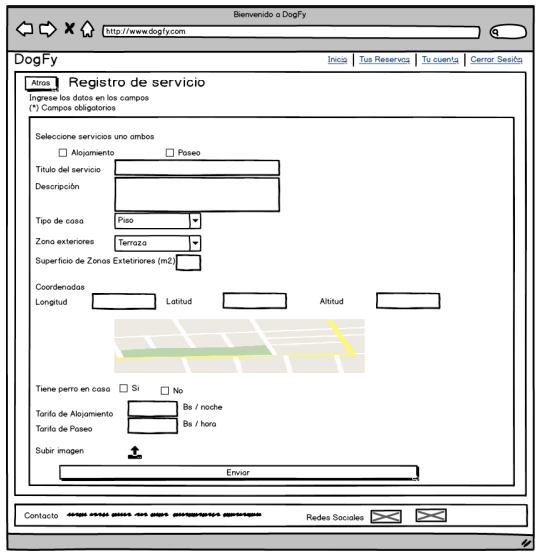 Bienvenido a DogFy
http://www.dogfy.com
DogFy Inicia Tus Reservas Tu cuenta Cerrar Sesión
Atras Registro de servicio
Ingrese los datos en los campos
(*) Campos obligatorios
Seleccione servicios uno ambos
Alojamiento Paseo
Titulo del servicio
Descripción
Tipo de casa Piso
Zona exteriores Terraza
Superficio de Zonas Extetiriores (m2)
Coordenadas
Longitud Latitud Altitud
Tiene perro en casa Si No
Tarifa de Alojamiento Bs / noche
Tarifa de Paseo Bs / hora
Subir imagen
Enviar
Contacto Redes Sociales